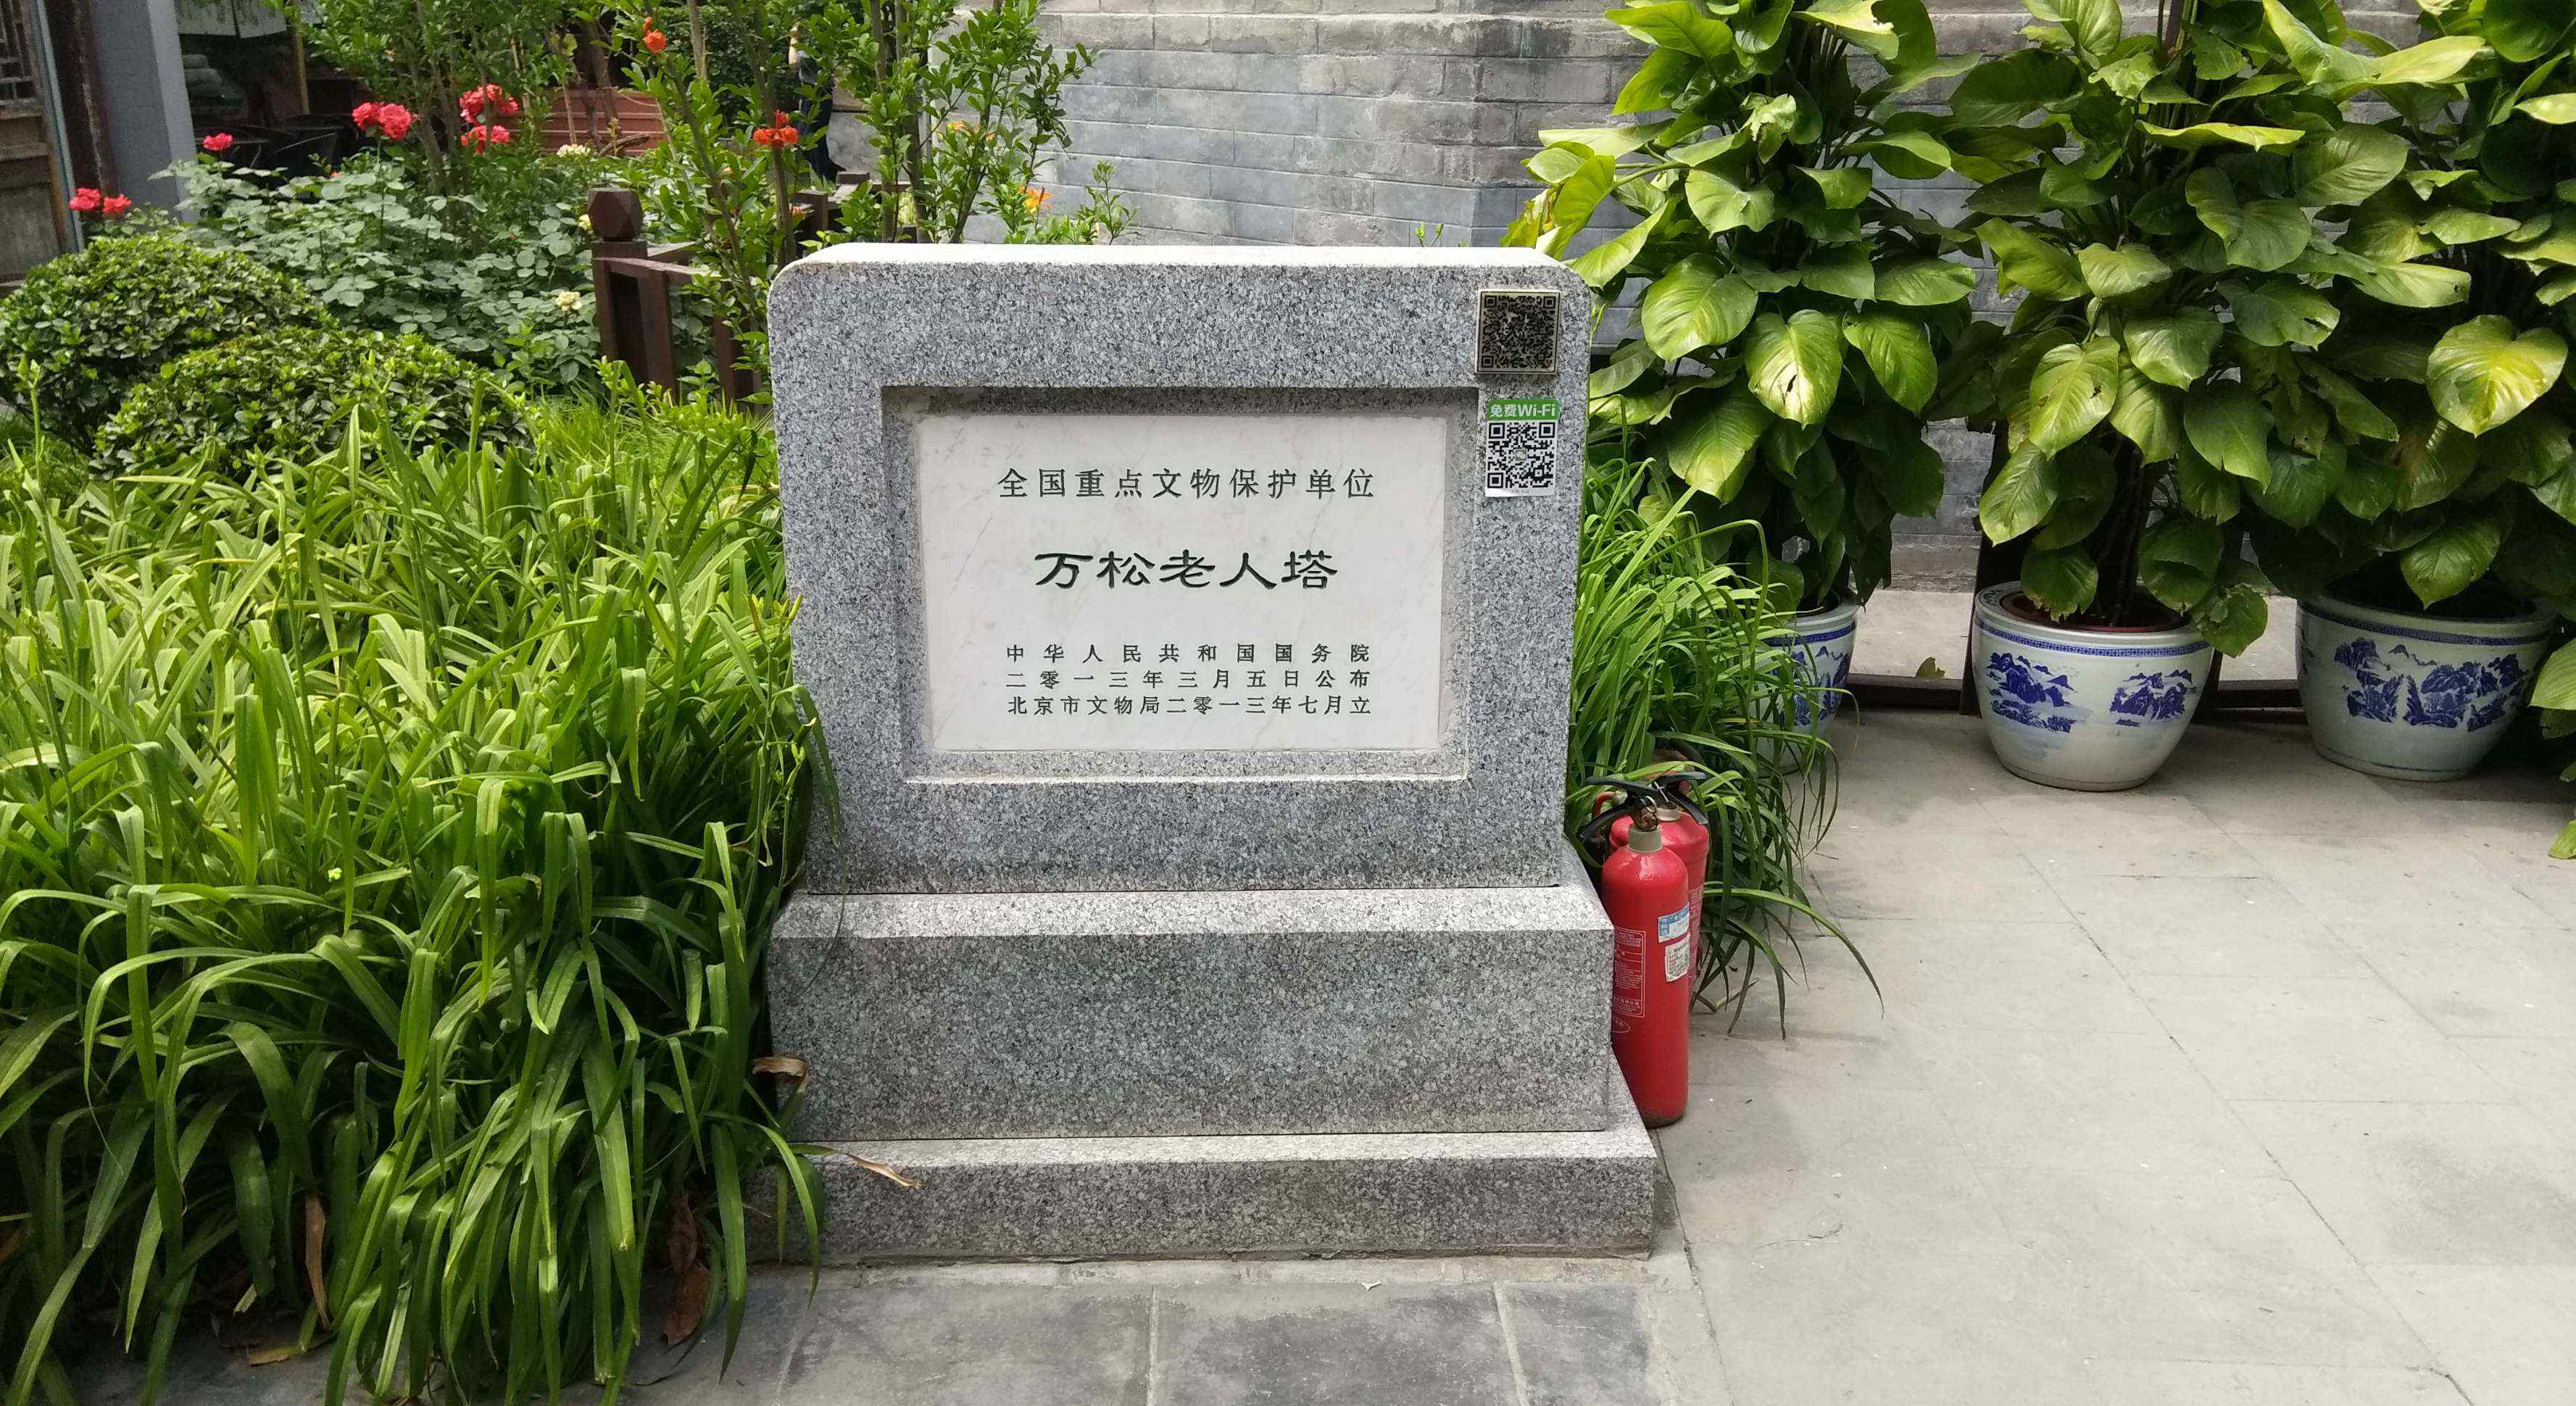 全国重点文物保护单位
万松老人塔
中华人民共和国国务院
二零一三年三月五日公布
北京市文物局二零一三年七月立
免费Wi-Fi